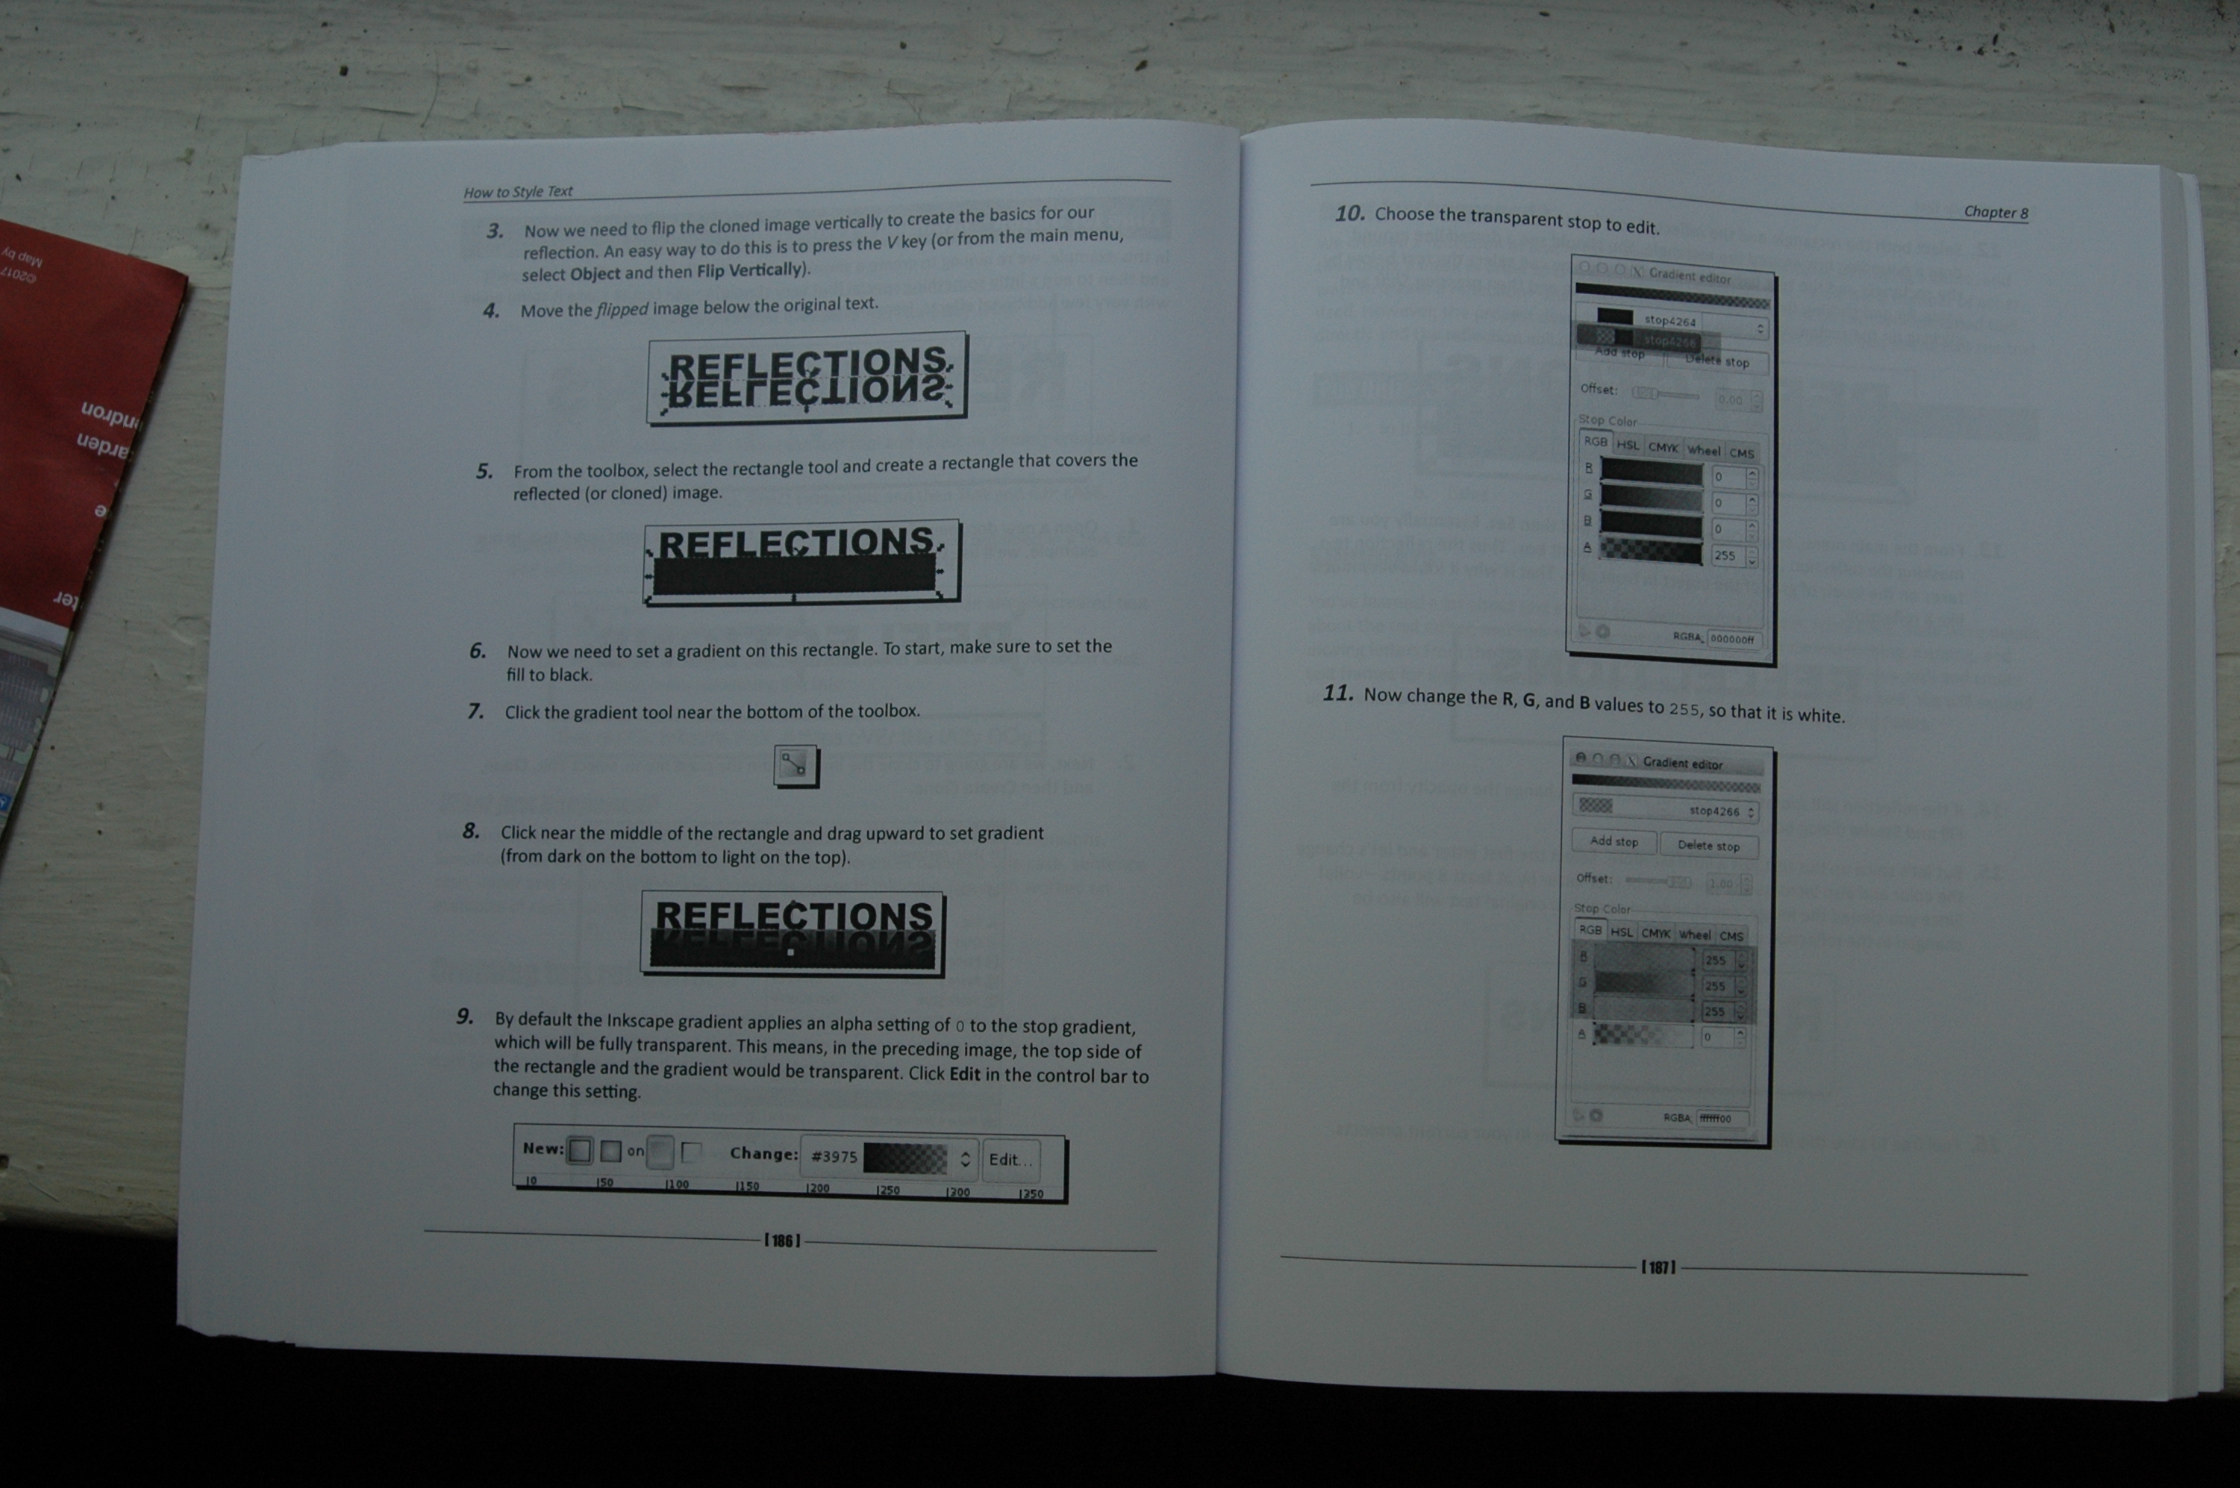 How to Style Text
3. Now we need to flip the cloned image vertically to create the basics for our
reflection. An easy way to do this is to press the V key (or from the main menu,
select Object and then Flip Vertically).
4. Move the flipped image below the original text.
REFLECTIONS
REFLECTIONS
5. From the toolbox, select the rectangle tool and create a rectangle that covers the
reflected (or cloned) image.
REFLECTIONS
6. Now we need to set a gradient on this rectangle. To start, make sure to set the
fill to black.
7. Click the gradient tool near the bottom of the toolbox.
8. Click near the middle of the rectangle and drag upward to set gradient
(from dark on the bottom to light on the top).
REFLECTIONS
REFLECTIONS
9. By default the Inkscape gradient applies an alpha setting of 0 to the stop gradient,
which will be fully transparent. This means, in the preceding image, the top side of
the rectangle and the gradient would be transparent. Click Edit in the control bar to
change this setting.
New: on Change: #3975 Edit...
0 50 100 150 200 250 300 350
[ 186 ]
Chapter 8
10. Choose the transparent stop to edit.
Gradient editor
stop4264
stop4266
Add stop Delete stop
Offset: 0.00
Stop Color
RGB HSL CMYK Wheel CMS
R 0
G 0
B 0
A 255
RGBA: 000000ff
11. Now change the R, G, and B values to 255, so that it is white.
Gradient editor
stop4266
Add stop Delete stop
Offset: 1.00
Stop Color
RGB HSL CMYK Wheel CMS
R 255
G 255
B 255
A 0
RGBA: ffffff00
[ 187 ]
Map by
©2017
ndron
arden
e
ter